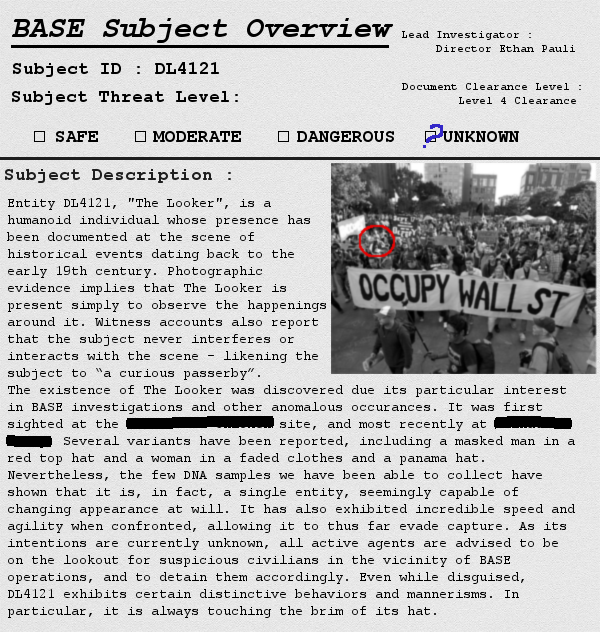 BASE Subject Overview
Lead Investigator :
Director Ethan Pauli
Subject ID : DL4121
Subject Threat Level:
Document Clearance Level :
Level 4 Clearance
SAFE MODERATE DANGEROUS ? UNKNOWN
Subject Description :
Entity DL4121, "The Looker", is a
humanoid individual whose presence has
been documented at the scene of
historical events dating back to the
early 19th century. Photographic
evidence implies that The Looker is
present simply to observe the happenings
around it. Witness accounts also report
that the subject never interferes or
interacts with the scene - likening the
subject to “a curious passerby”.
OCCUPY WALL ST
The existence of The Looker was discovered due its particular interest
in BASE investigations and other anomalous occurances. It was first
sighted at the site, and most recently at
Several variants have been reported, including a masked man in a
red top hat and a woman in a faded clothes and a panama hat.
Nevertheless, the few DNA samples we have been able to collect have
shown that it is, in fact, a single entity, seemingly capable of
changing appearance at will. It has also exhibited incredible speed and
agility when confronted, allowing it to thus far evade capture. As its
intentions are currently unknown, all active agents are advised to be
on the lookout for suspicious civilians in the vicinity of BASE
operations, and to detain them accordingly. Even while disguised,
DL4121 exhibits certain distinctive behaviors and mannerisms. In
particular, it is always touching the brim of its hat.